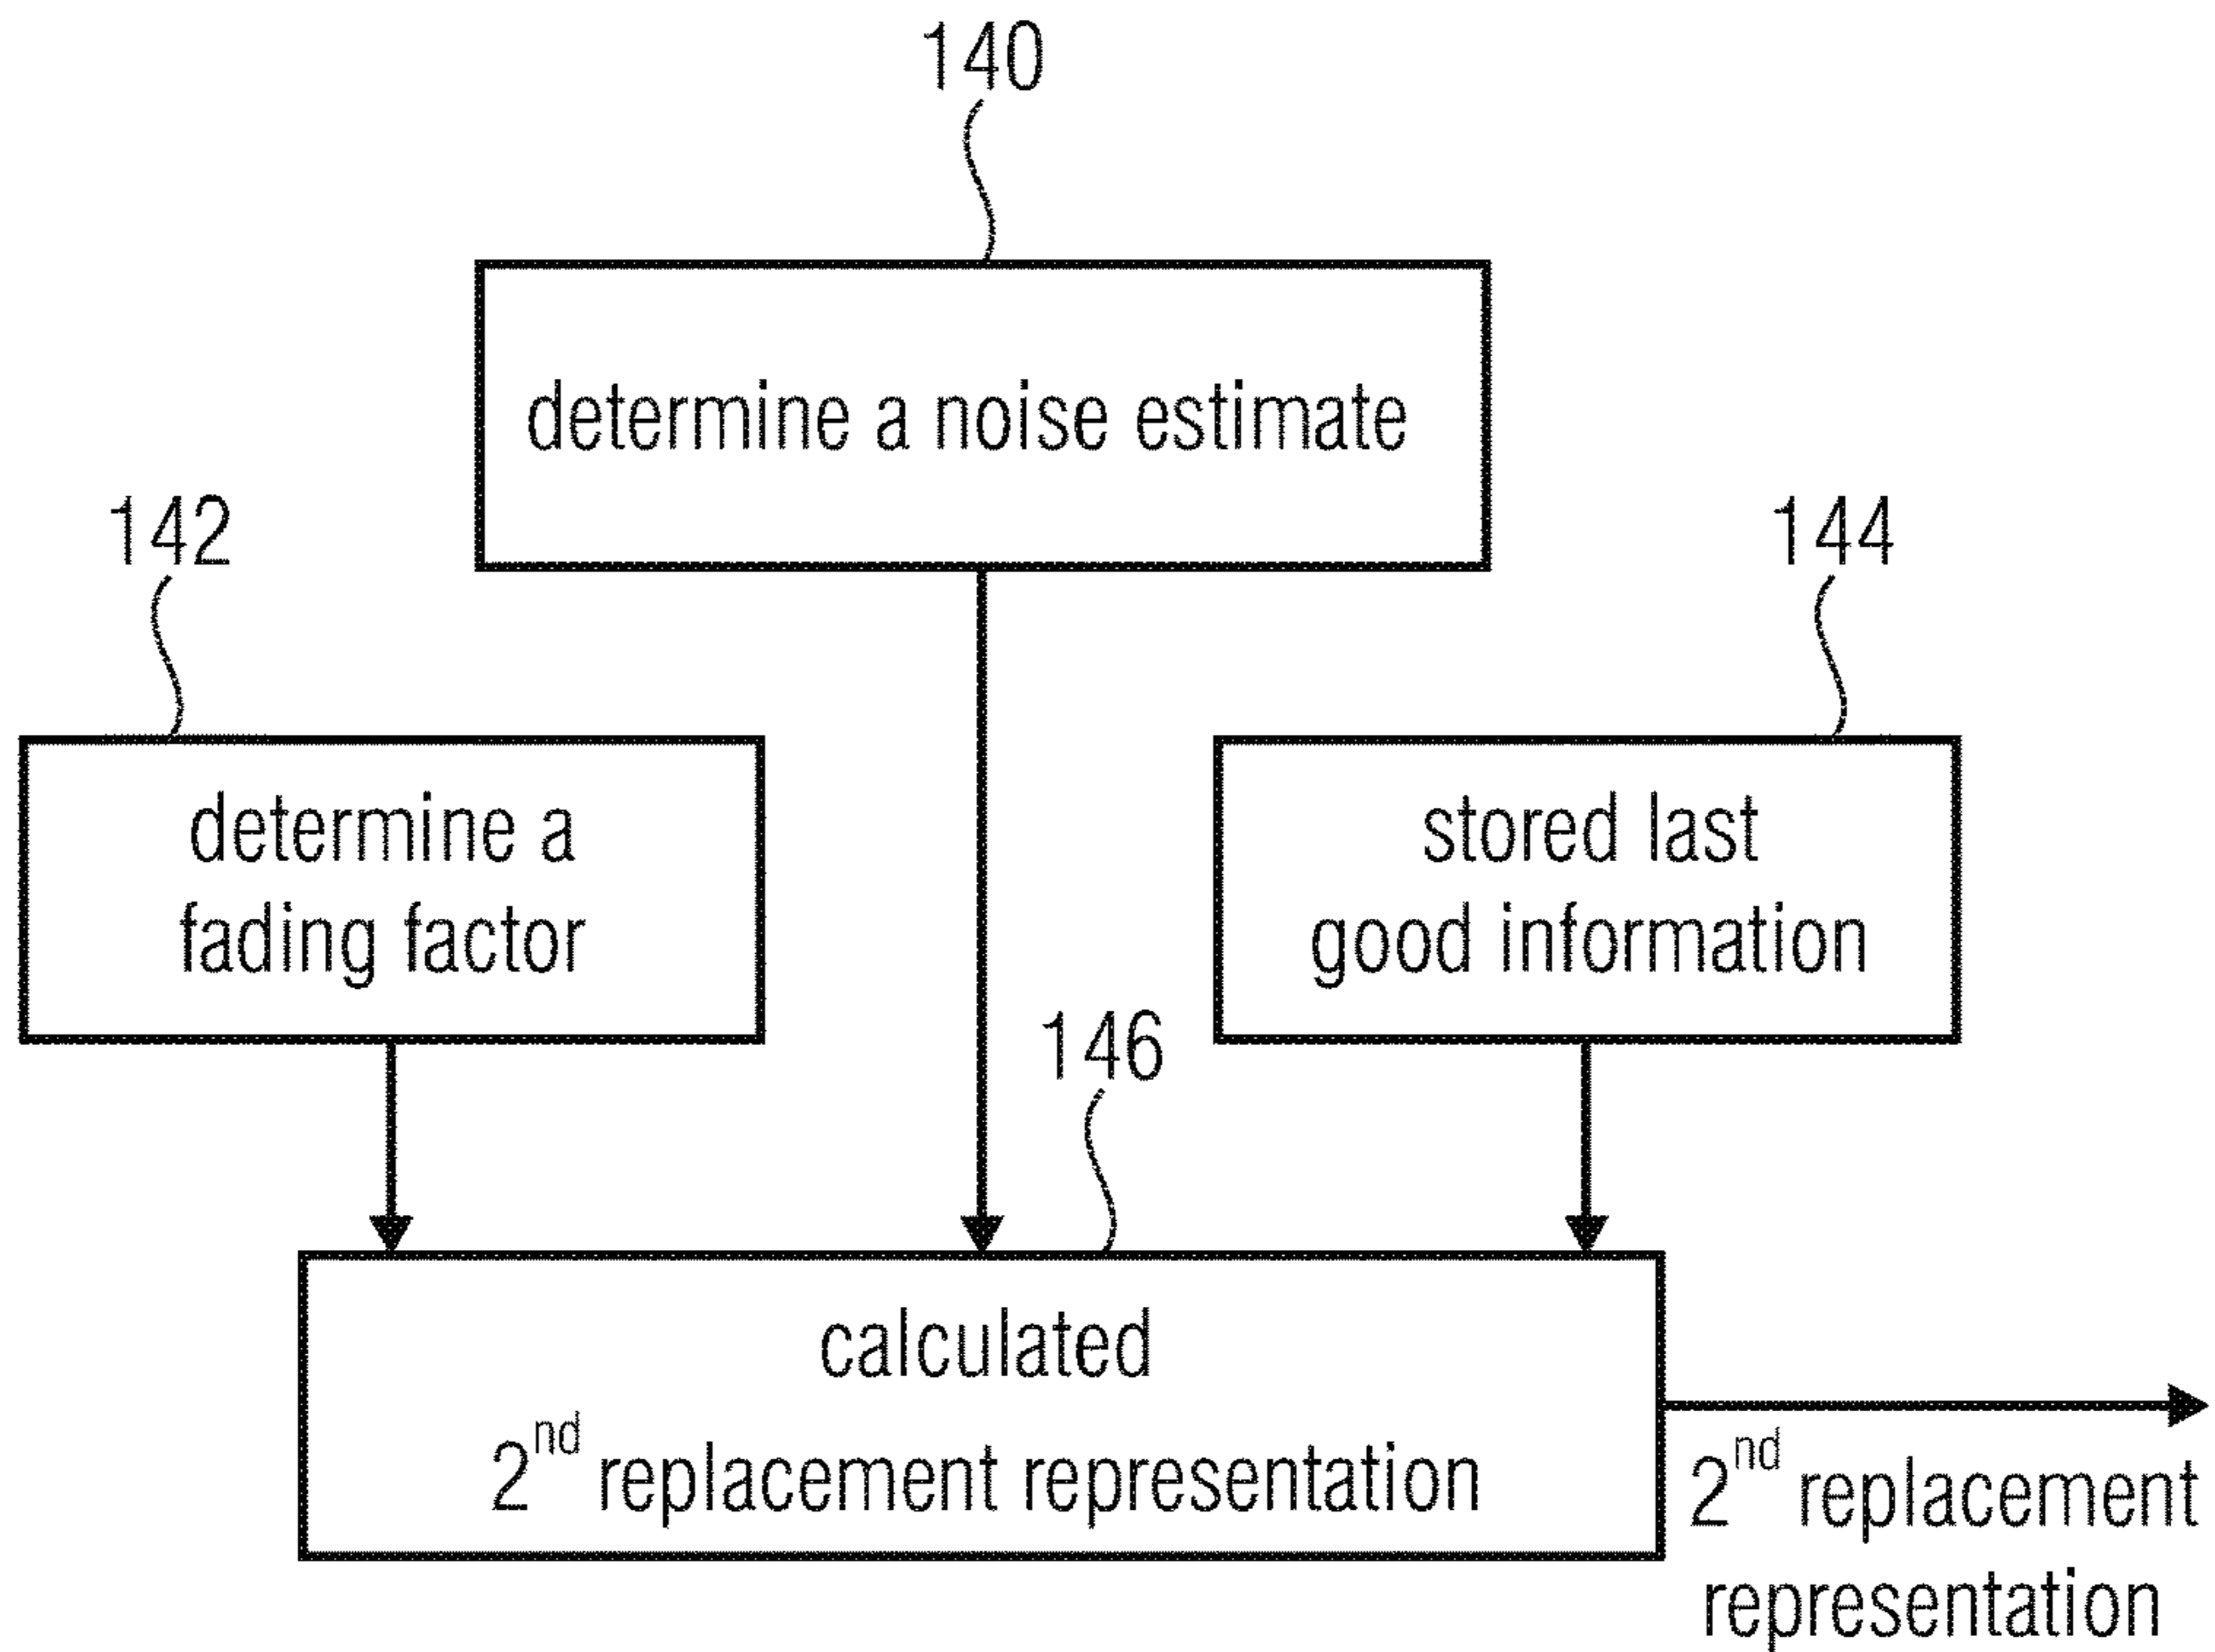 140
determine a noise estimate
142
144
determine a
fading factor
stored last
good information
146
calculated
2nd replacement representation
2nd replacement
representation